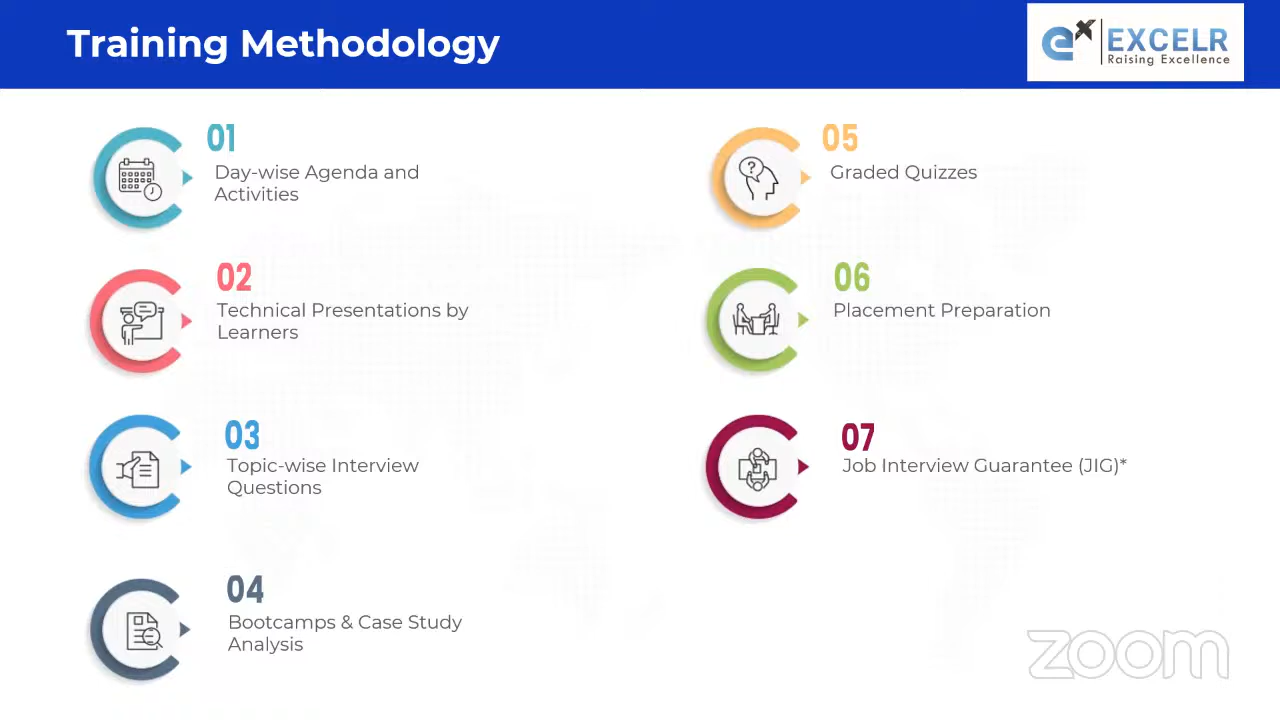 Training Methodology
EXCELR
Raising Excellence
01
Day-wise Agenda and
Activities
02
Technical Presentations by
Learners
03
Topic-wise Interview
Questions
04
Bootcamps & Case Study
Analysis
05
Graded Quizzes
?
06
Placement Preparation
07
Job Interview Guarantee (JIG)*
zoom